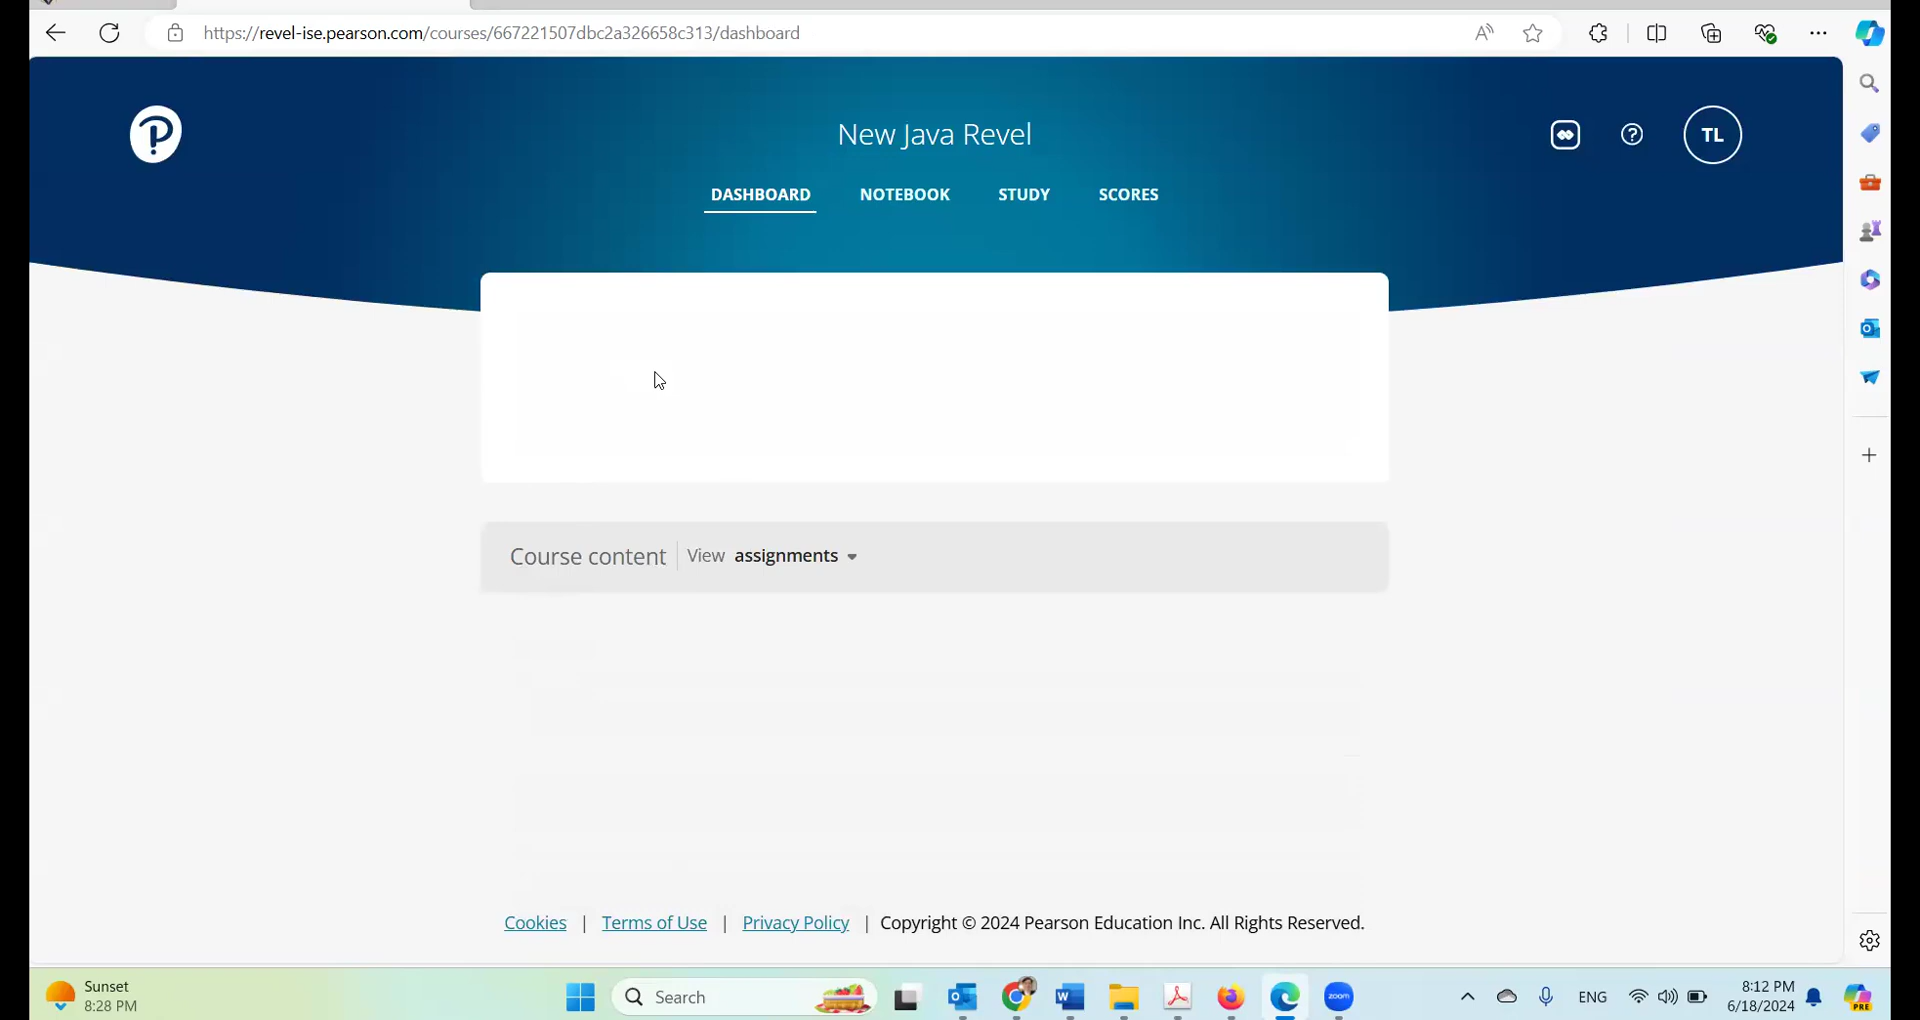 https://revel-ise.pearson.com/courses/667221507dbc2a326658c313/dashboard
New Java Revel
TL
DASHBOARD NOTEBOOK STUDY SCORES
Course content View assignments
Cookies | Terms of Use | Privacy Policy | Copyright © 2024 Pearson Education Inc. All Rights Reserved.
Sunset
8:28 PM
Search
zoom
ENG
8:12 PM
6/18/2024
PRE